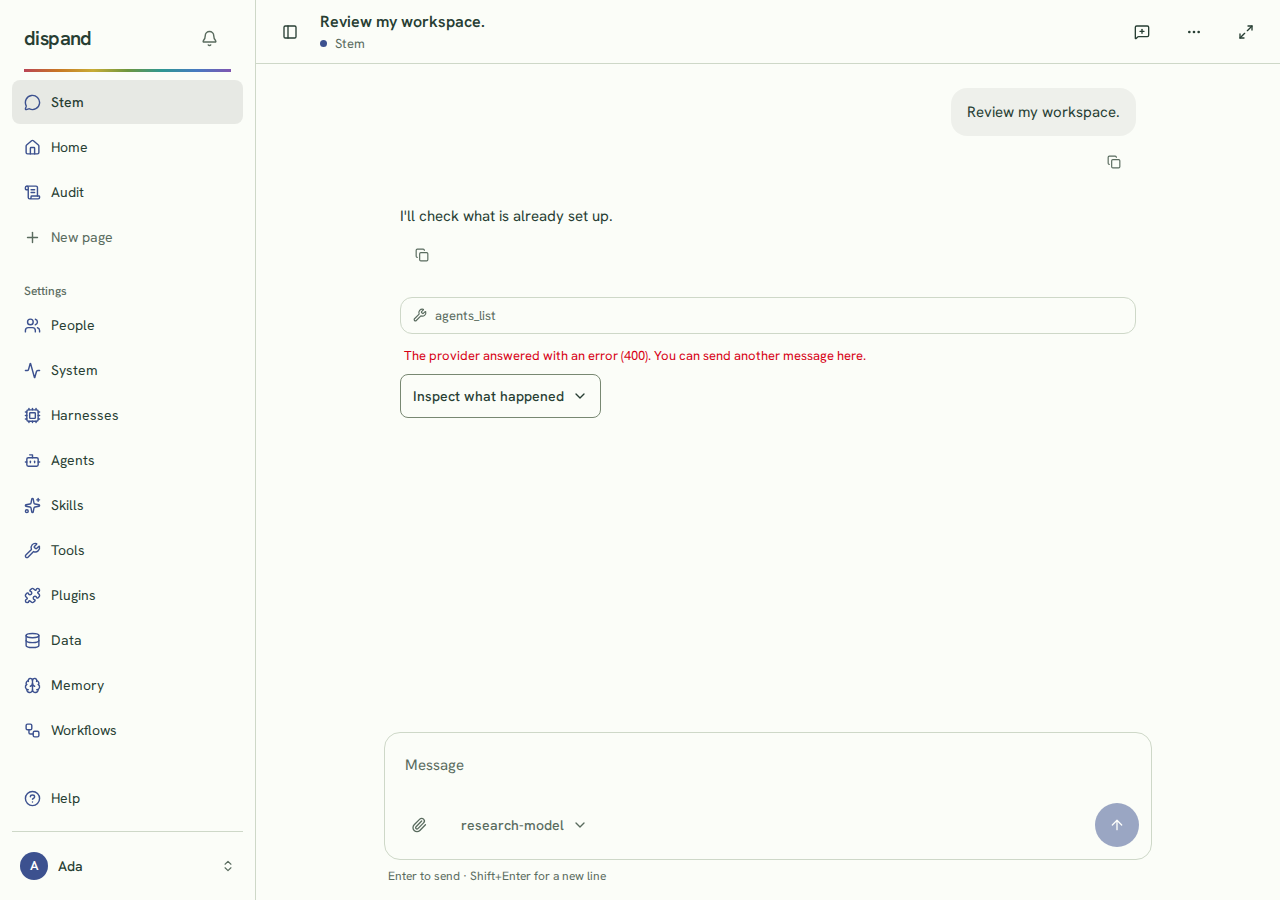 dispand
Stem
Home
Audit
New page
Settings
People
System
Harnesses
Agents
Skills
Tools
Plugins
Data
Memory
Workflows
Help
A
Ada
Review my workspace.
Stem
Review my workspace.
I'll check what is already set up.
agents_list
The provider answered with an error (400). You can send another message here.
Inspect what happened
Message
research-model
Enter to send · Shift+Enter for a new line